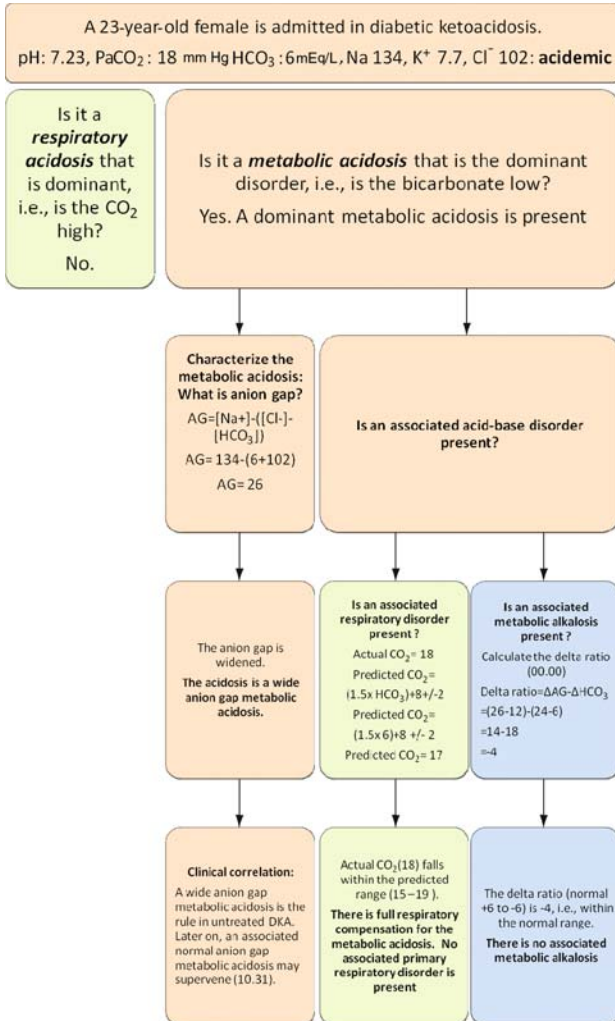 A 23-year-old female is admitted in diabetic ketoacidosis.
pH: 7.23, PaCO2 : 18 mm Hg HCO3 : 6mEq/L, Na 134, K+ 7.7, Cl- 102: acidemic
Is it a
respiratory
acidosis that
is dominant,
i.e., is the CO2
high?
No.
Is it a metabolic acidosis that is the dominant
disorder, i.e., is the bicarbonate low?
Yes. A dominant metabolic acidosis is present
Characterize the
metabolic acidosis:
What is anion gap?
AG=[Na+]-([Cl-]-
[HCO3])
AG= 134-(6+102)
AG= 26
Is an associated acid-base disorder
present?
The anion gap is
widened.
The acidosis is a wide
anion gap metabolic
acidosis.
Is an associated
respiratory disorder
present ?
Actual CO2= 18
Predicted CO2=
(1.5x HCO3)+8+/-2
Predicted CO2=
(1.5x 6)+8 +/- 2
Predicted CO2= 17
Is an associated
metabolic alkalosis
present ?
Calculate the delta ratio
(00.00)
Delta ratio=ΔAG-ΔHCO3
=(26-12)-(24-6)
=14-18
=-4
Clinical correlation:
A wide anion gap
metabolic acidosis is the
rule in untreated DKA.
Later on, an associated
normal anion gap
metabolic acidosis may
supervene (10.31).
Actual CO2(18) falls
within the predicted
range (15–19 ).
There is full respiratory
compensation for the
metabolic acidosis. No
associated primary
respiratory disorder is
present
The delta ratio (normal
+6 to -6) is -4, i.e., within
the normal range.
There is no associated
metabolic alkalosis